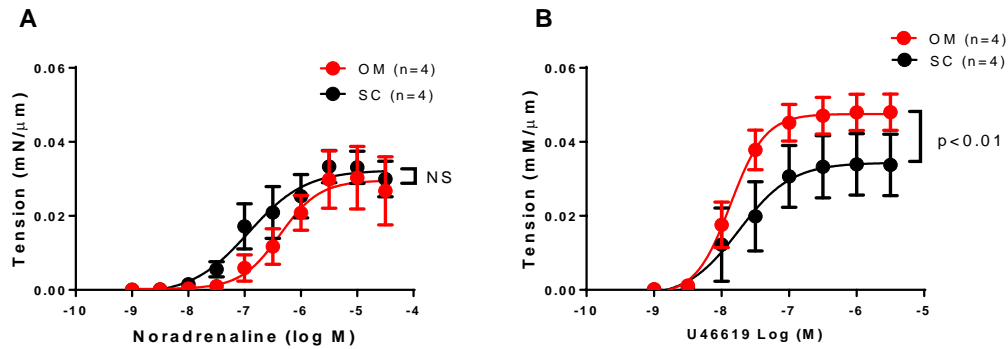 A
OM (n=4)
SC (n=4)
Tension (mN/μm)
0.06
0.04
0.02
0.00
NS
-10 -9 -8 -7 -6 -5 -4
Noradrenaline (log M)
B
OM (n=4)
SC (n=4)
Tension (mM/μm)
0.06
0.04
0.02
0.00
p<0.01
-10 -9 -8 -7 -6 -5
U46619 Log (M)